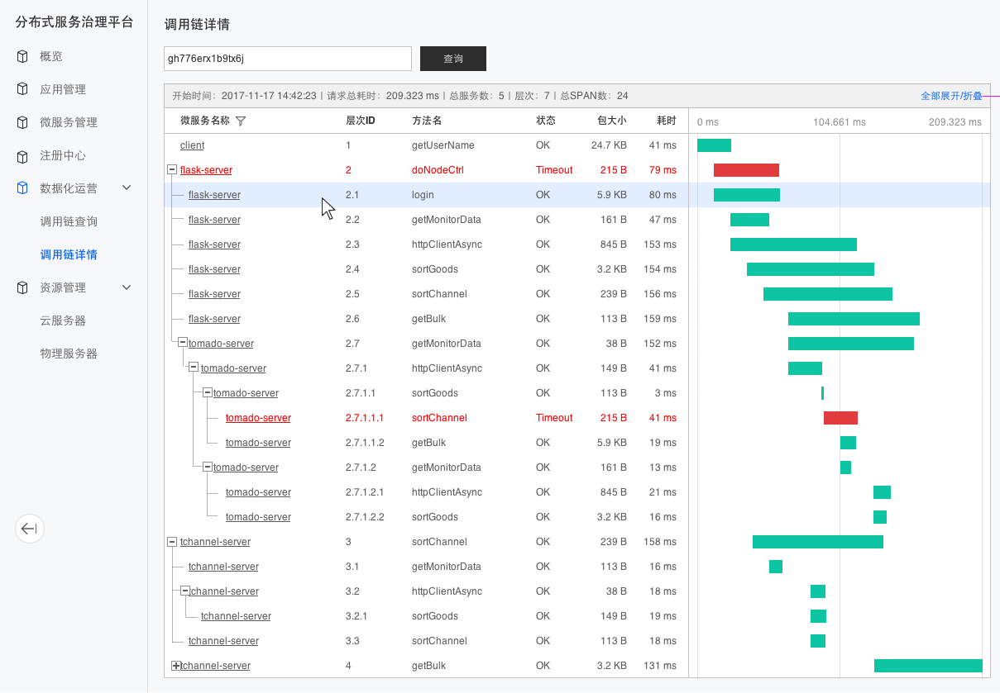 分布式服务治理平台
概览
应用管理
微服务管理
注册中心
数据化运营
调用链查询
调用链详情
资源管理
云服务器
物理服务器
调用链详情
gh776erx1b9tx6j 查询
开始时间：2017-11-17 14:42:23 | 请求总耗时：209.323 ms | 总服务数：5 | 层次：7 | 总SPAN数：24 全部展开/折叠
微服务名称 层次ID 方法名 状态 包大小 耗时 0 ms 104.661 ms 209.323 ms
client 1 getUserName OK 24.7 KB 41 ms
flask-server 2 doNodeCtrl Timeout 215 B 79 ms
flask-server 2.1 login OK 5.9 KB 80 ms
flask-server 2.2 getMonitorData OK 161 B 47 ms
flask-server 2.3 httpClientAsync OK 845 B 153 ms
flask-server 2.4 sortGoods OK 3.2 KB 154 ms
flask-server 2.5 sortChannel OK 239 B 156 ms
flask-server 2.6 getBulk OK 113 B 159 ms
tomado-server 2.7 getMonitorData OK 38 B 152 ms
tomado-server 2.7.1 httpClientAsync OK 149 B 41 ms
tomado-server 2.7.1.1 sortGoods OK 113 B 3 ms
tomado-server 2.7.1.1.1 sortChannel Timeout 215 B 41 ms
tomado-server 2.7.1.1.2 getBulk OK 5.9 KB 19 ms
tomado-server 2.7.1.2 getMonitorData OK 161 B 13 ms
tomado-server 2.7.1.2.1 httpClientAsync OK 845 B 21 ms
tomado-server 2.7.1.2.2 sortGoods OK 3.2 KB 16 ms
tchannel-server 3 sortChannel OK 239 B 158 ms
tchannel-server 3.1 getMonitorData OK 113 B 16 ms
tchannel-server 3.2 httpClientAsync OK 38 B 18 ms
tchannel-server 3.2.1 sortGoods OK 149 B 19 ms
tchannel-server 3.3 sortChannel OK 113 B 18 ms
tchannel-server 4 getBulk OK 3.2 KB 131 ms